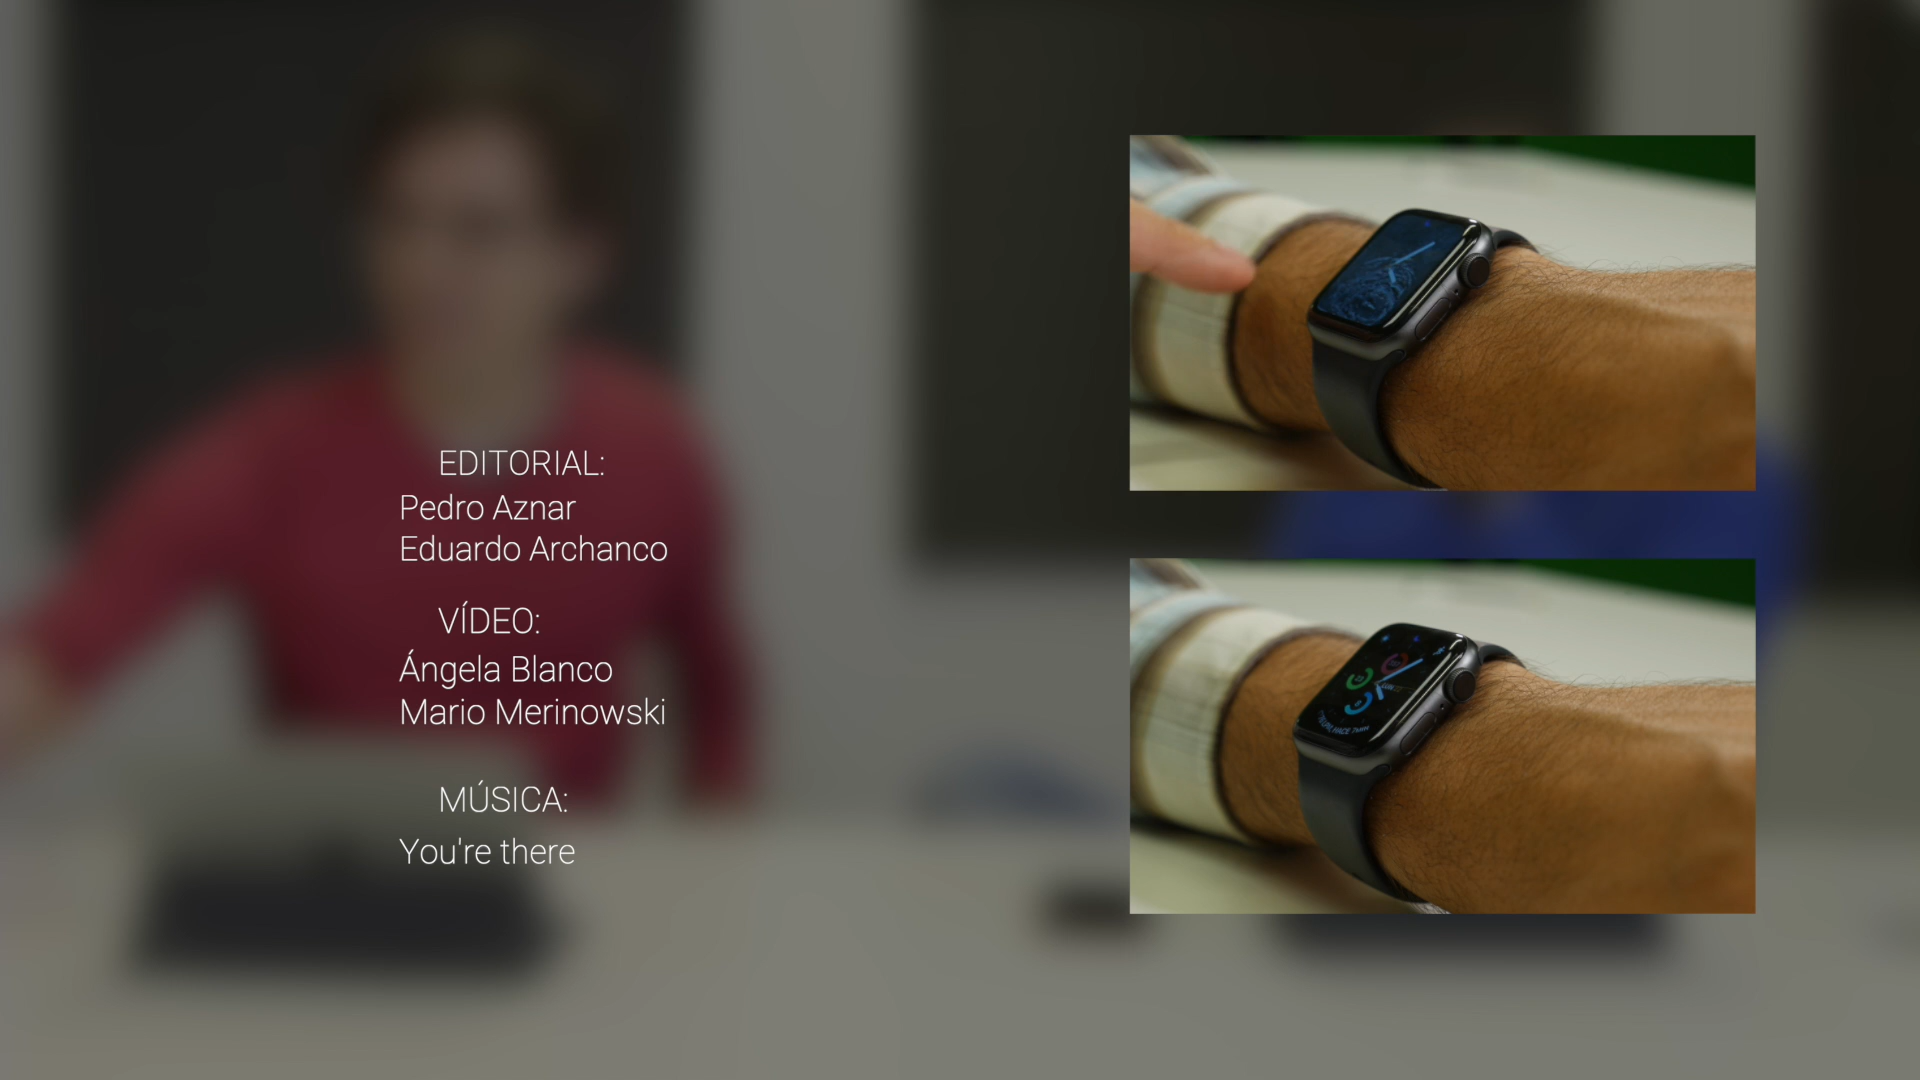 EDITORIAL:
Pedro Aznar
Eduardo Archanco
VÍDEO:
Ángela Blanco
Mario Merinowski
MÚSICA:
You're there